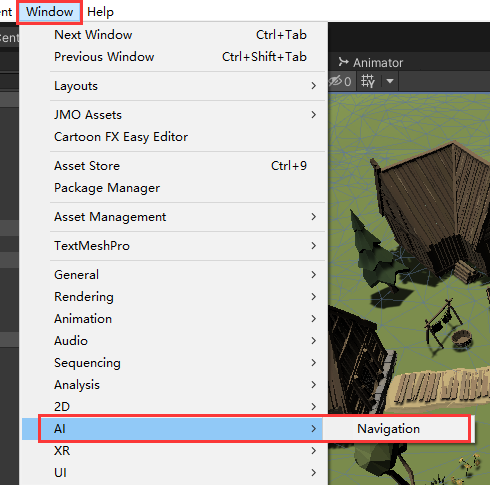 ent Window Help
Cent
Next Window Ctrl+Tab
Previous Window Ctrl+Shift+Tab
Layouts
Animator
0
JMO Assets
Cartoon FX Easy Editor
Asset Store Ctrl+9
Package Manager
Asset Management
TextMeshPro
General
Rendering
Animation
Audio
Sequencing
Analysis
2D
AI Navigation
XR
UI